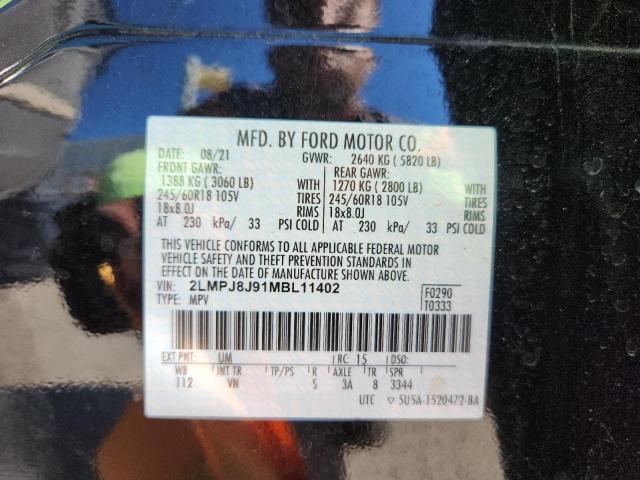 MFD. BY FORD MOTOR CO.
DATE: 08/21 GVWR: 2640 KG ( 5820 LB)
FRONT GAWR: REAR GAWR:
1388 KG ( 3060 LB) WITH 1270 KG ( 2800 LB) WITH
245/60R18 105V TIRES 245/60R18 105V TIRES
18x8.0J RIMS 18x8.0J RIMS
AT 230 kPa/ 33 PSI COLD AT 230 kPa/ 33 PSI COLD
THIS VEHICLE CONFORMS TO ALL APPLICABLE FEDERAL MOTOR
VEHICLE SAFETY AND THEFT PREVENTION STANDARDS IN
EFFECT ON THE DATE OF MANUFACTURE SHOWN ABOVE.
VIN: 2LMPJ8J91MBL11402 F0290
TYPE: MPV T0333
EXT PNT: UM RC: 15 DSO:
WB INT TR TP/PS R AXLE TR SPR
112 VN S 3A 8 3344
UTC ▽ 5U5A-1520472-BA